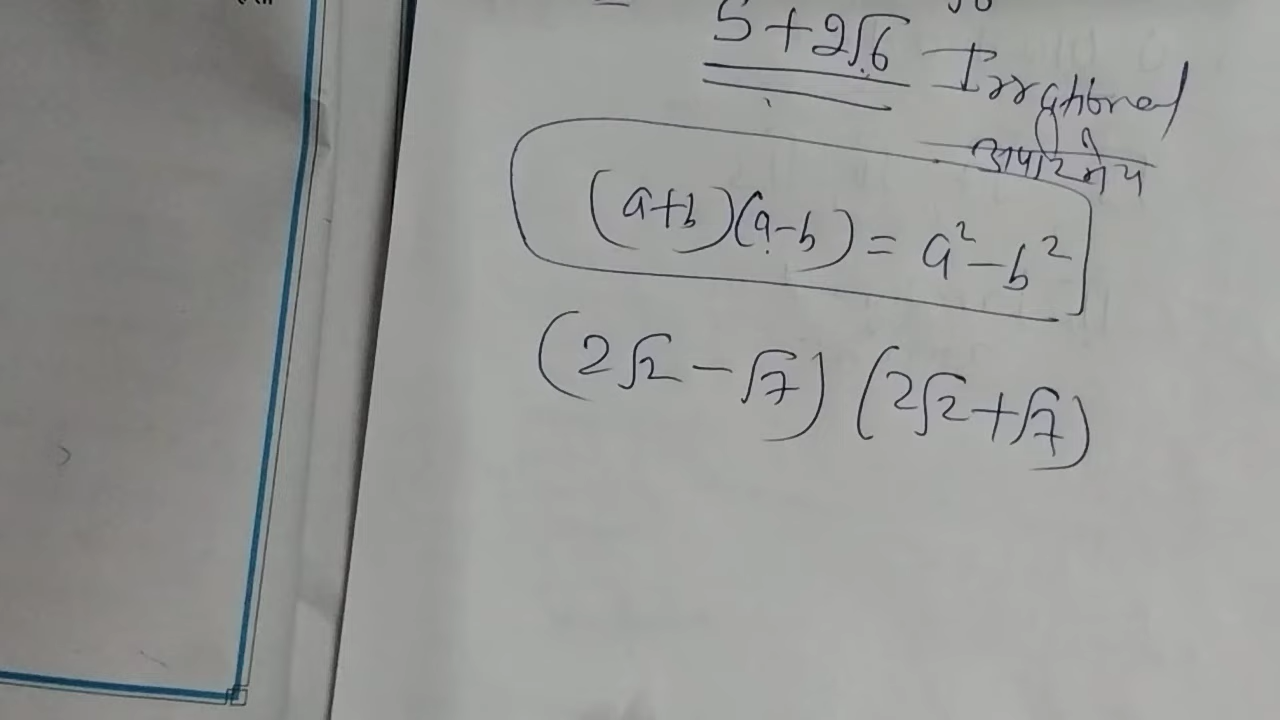 5+2√6 Irrational
अपरिमेय
(a+b)(a-b) = a²-b²
(2√2-√7)(2√2+√7)